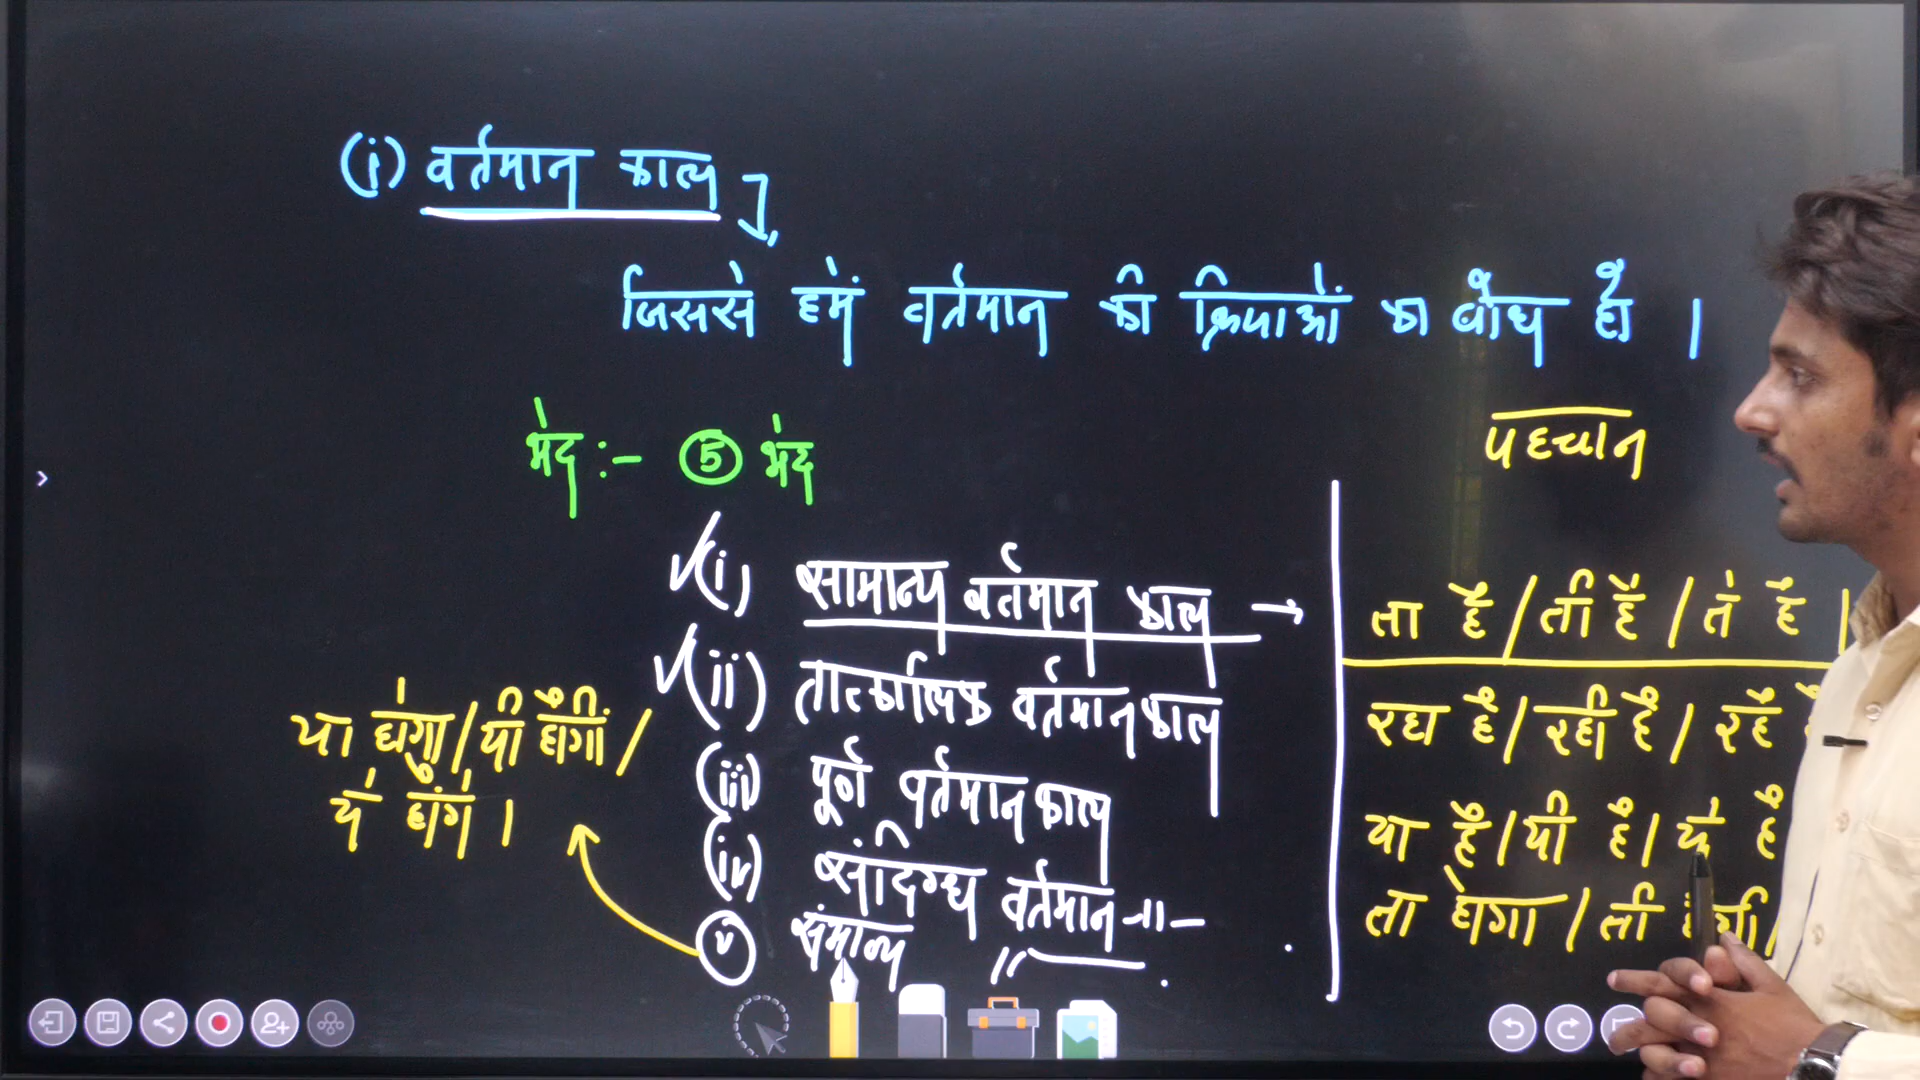 (i) वर्तमान काल
जिससे हमें वर्तमान की क्रियाओं का बोध हो ।
भेद :- 5 भेद
पहचान
(i) सामान्य वर्तमान काल → ता है / ती है / ते है
(ii) तात्कालिक वर्तमान काल रहा है / रही है / रहे
(iii) पूर्ण वर्तमान काल या है / यी है / ये है
(iv) संदिग्ध वर्तमान -11- ता होगा / ती
(v) संभाव्य
या होगा / यी होगी /
ये होंगे ।